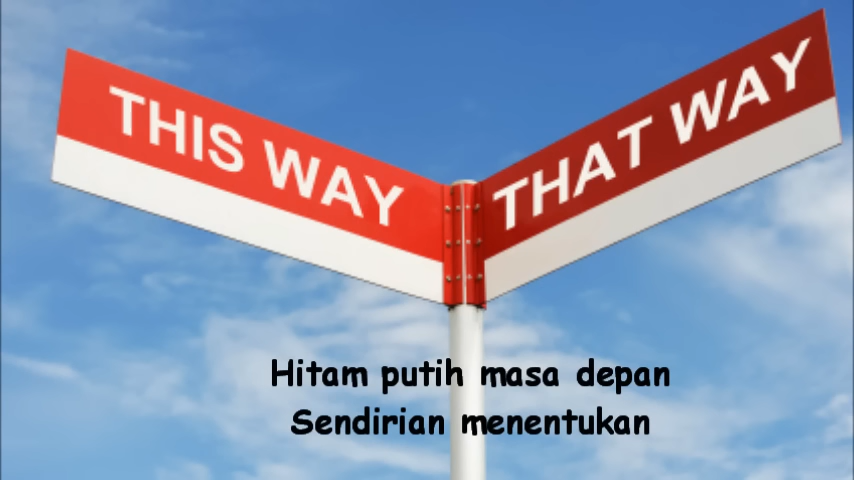 THIS WAY
THAT WAY
Hitam putih masa depan
Sendirian menentukan